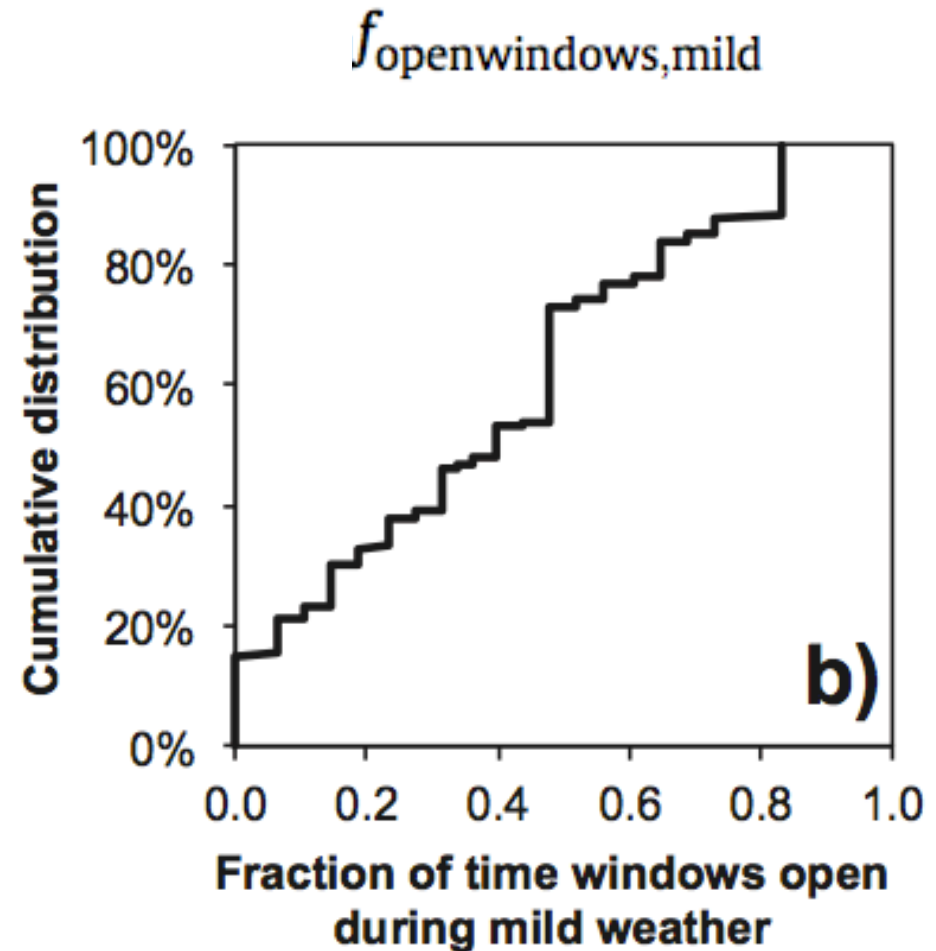 fopenwindows,mild
100%
80%
60%
40%
20%
0%
Cumulative distribution
b)
0.0 0.2 0.4 0.6 0.8 1.0
Fraction of time windows open
during mild weather